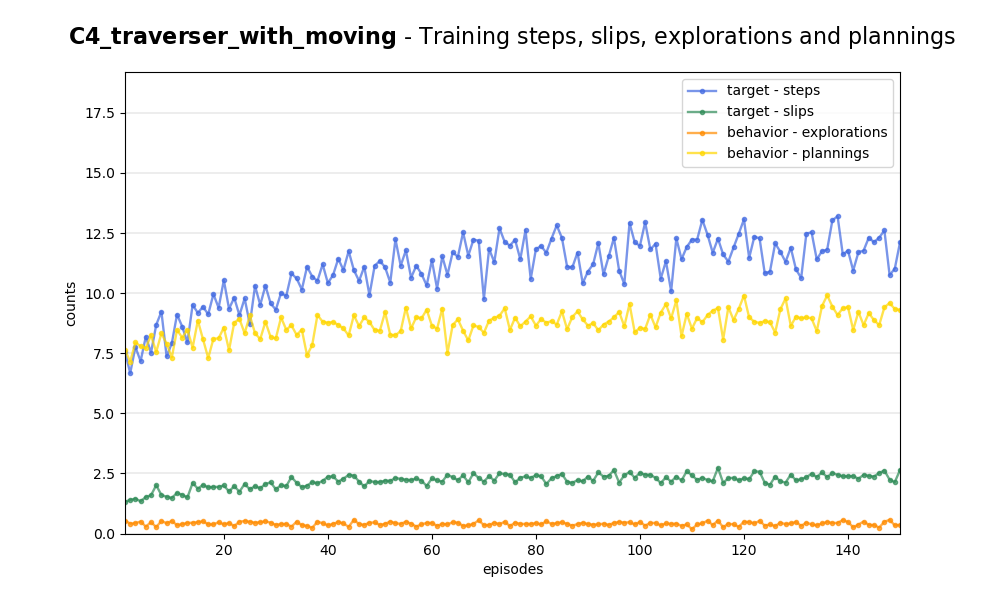 C4_traverser_with_moving - Training steps, slips, explorations and plannings
target - steps
target - slips
behavior - explorations
behavior - plannings
17.5
15.0
12.5
10.0
7.5
5.0
2.5
0.0
counts
20 40 60 80 100 120 140
episodes